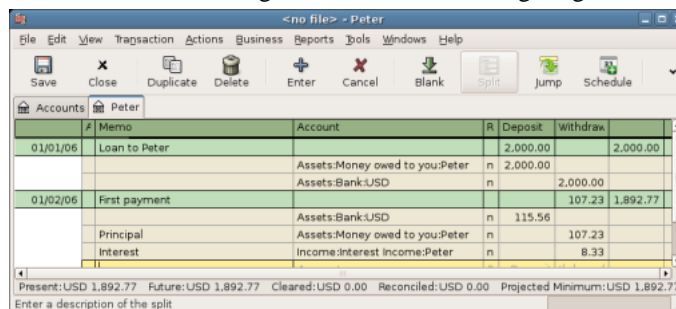 <no file> - Peter
File Edit View Transaction Actions Business Reports Tools Windows Help
Save Close Duplicate Delete Enter Cancel Blank Split Jump Schedule
Accounts Peter
Memo Account R Deposit Withdraw
01/01/06 Loan to Peter 2,000.00 2,000.00
Assets:Money owed to you:Peter n 2,000.00
Assets:Bank:USD n 2,000.00
01/02/06 First payment 107.23 1,892.77
Assets:Bank:USD n 115.56
Principal Assets:Money owed to you:Peter n 107.23
Interest Income:Interest Income:Peter n 8.33
Present:USD 1,892.77 Future:USD 1,892.77 Cleared:USD 0.00 Reconciled:USD 0.00 Projected Minimum:USD 1,892.77
Enter a description of the split